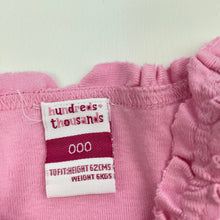 hundreds+
thousands
000
TO FIT:HEIGHT 62CMS
WEIGHT 6KGS